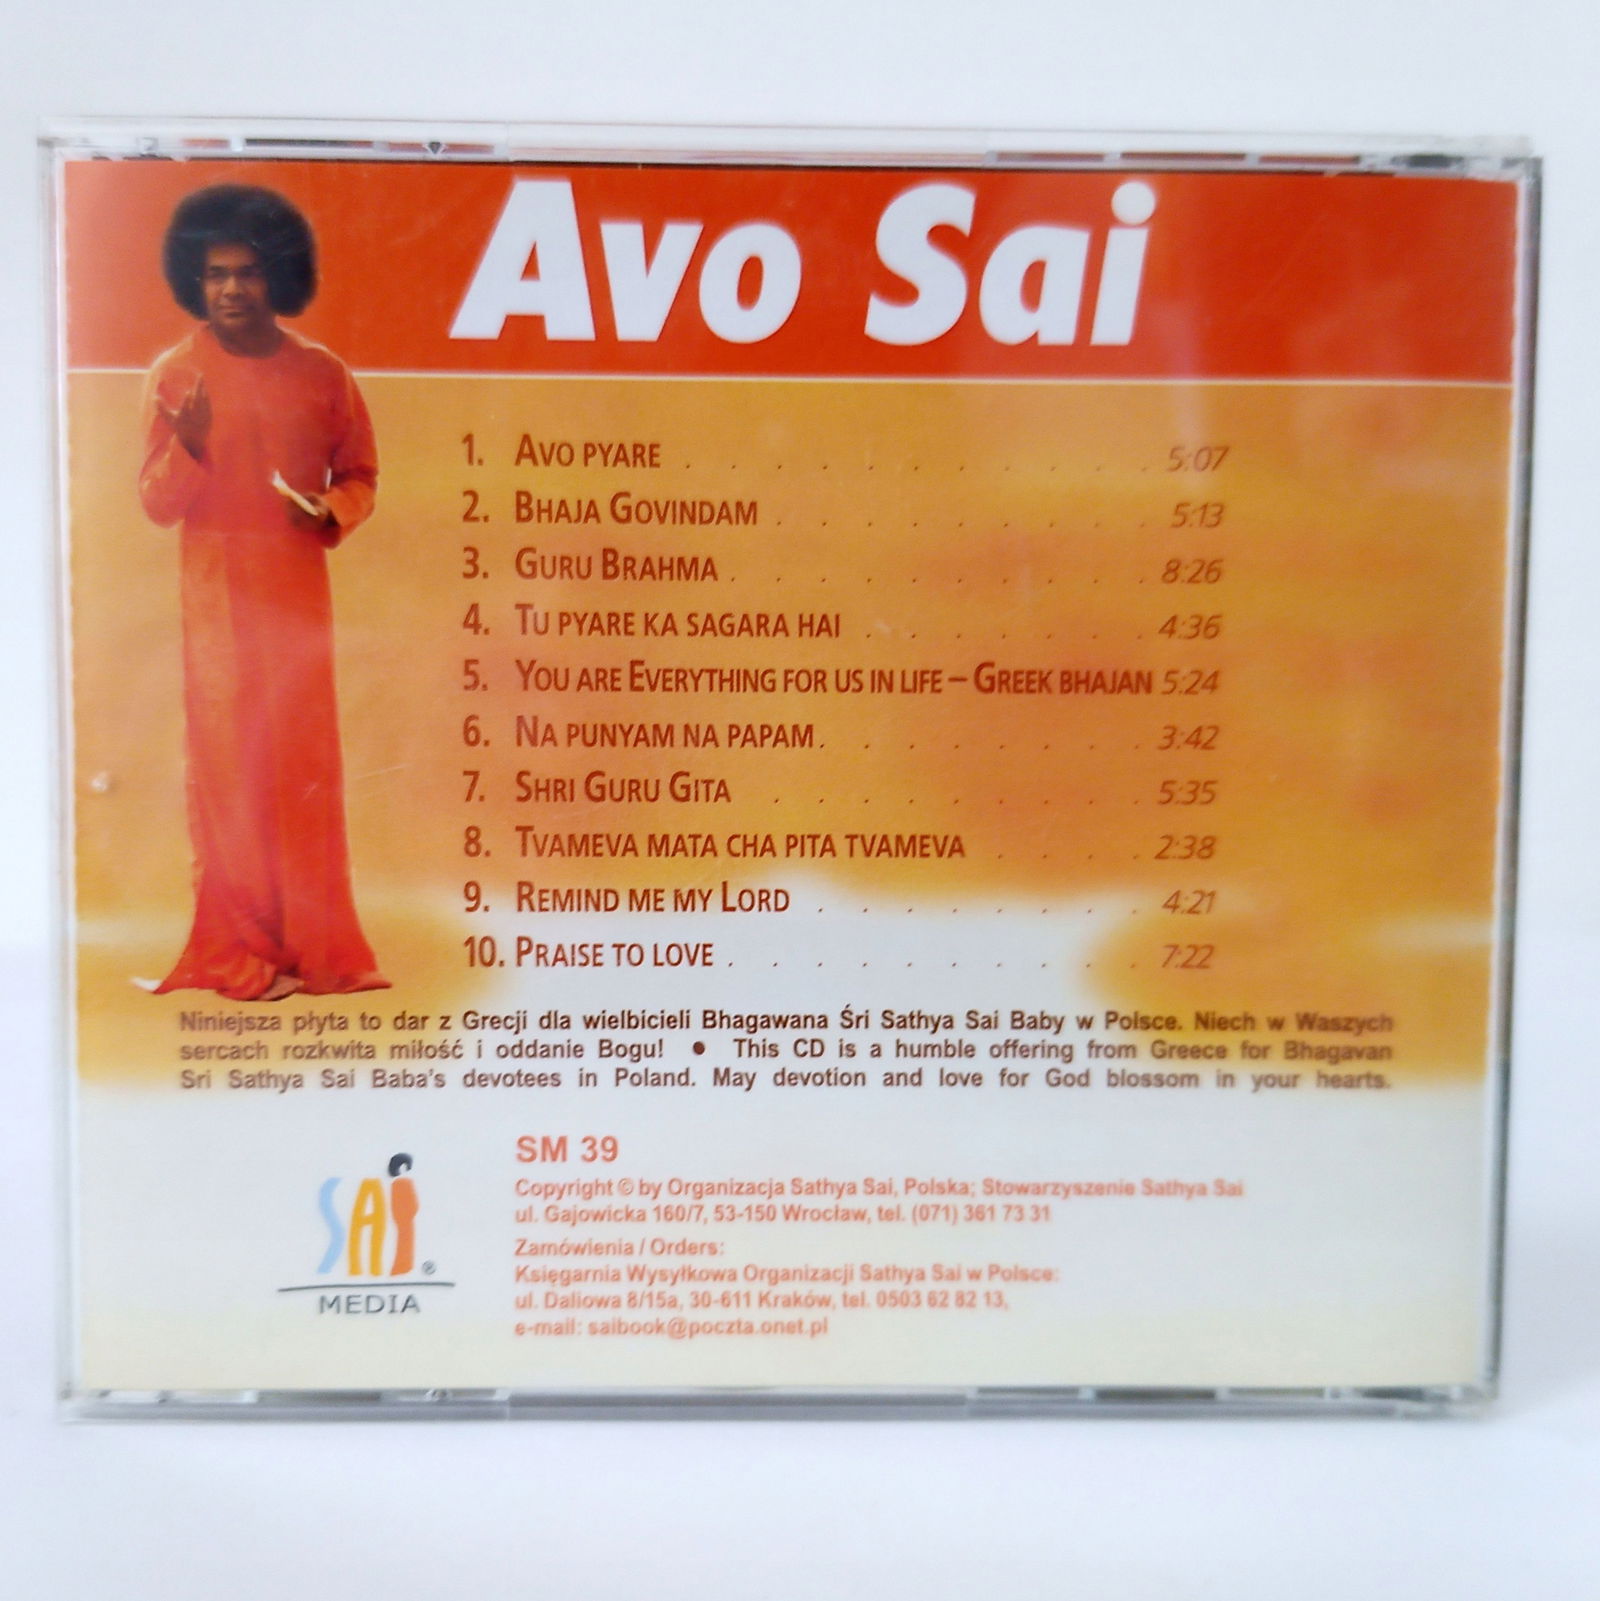 Avo Sai
1. Avo pyare . . . . . . . . . . . 5:07
2. Bhaja Govindam . . . . . . . . . 5:13
3. Guru Brahma . . . . . . . . . . 8:26
4. Tu pyare ka sagara hai . . . . . . . 4:36
5. You are Everything for us in life – Greek bhajan 5:24
6. Na punyam na papam . . . . . . . . 3:42
7. Shri Guru Gita . . . . . . . . . 5:35
8. Tvameva mata cha pita tvameva . . . . 2:38
9. Remind me my Lord . . . . . . . . 4:21
10. Praise to love . . . . . . . . . . 7:22
Niniejsza płyta to dar z Grecji dla wielbicieli Bhagawana Śri Sathya Sai Baby w Polsce. Niech w Waszych
sercach rozkwita miłość i oddanie Bogu! • This CD is a humble offering from Greece for Bhagavan
Sri Sathya Sai Baba's devotees in Poland. May devotion and love for God blossom in your hearts.
SAI®
MEDIA
SM 39
Copyright © by Organizacja Sathya Sai, Polska; Stowarzyszenie Sathya Sai
ul. Gajowicka 160/7, 53-150 Wrocław, tel. (071) 361 73 31
Zamówienia / Orders:
Księgarnia Wysyłkowa Organizacji Sathya Sai w Polsce:
ul. Daliowa 8/15a, 30-611 Kraków, tel. 0503 62 82 13,
e-mail: saibook@poczta.onet.pl